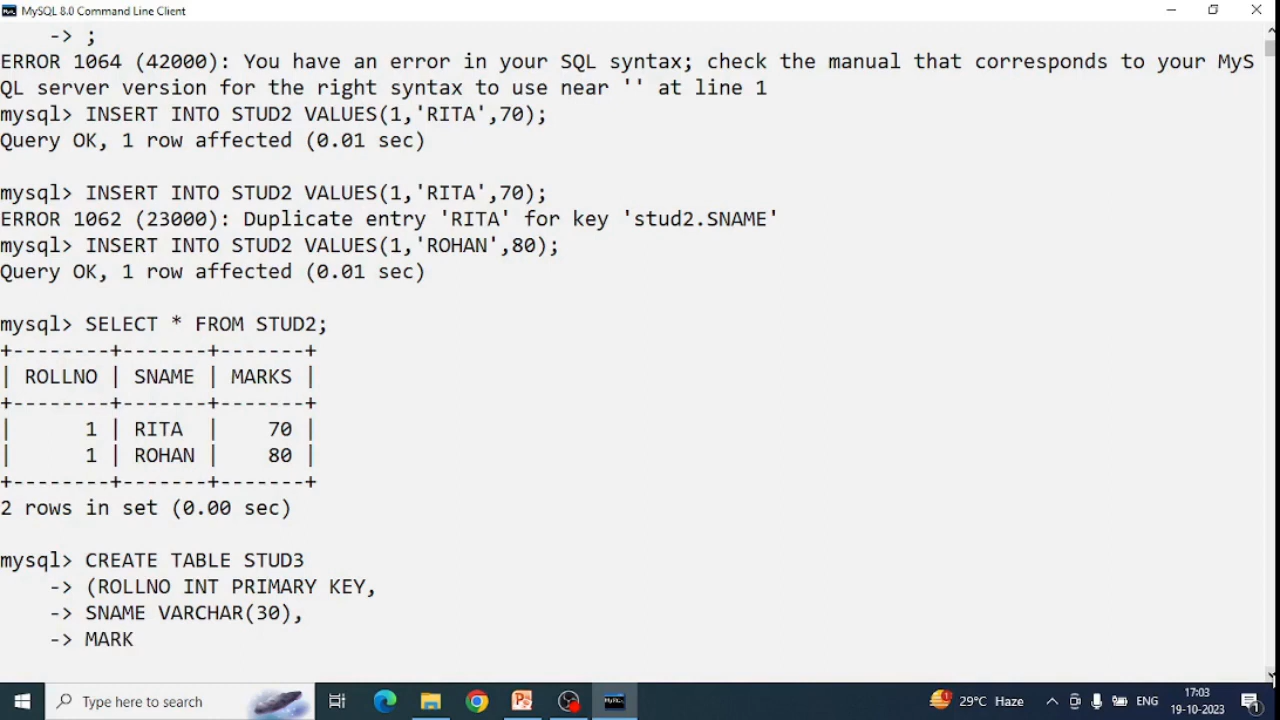 MySQL 8.0 Command Line Client
    -> ;
ERROR 1064 (42000): You have an error in your SQL syntax; check the manual that corresponds to your MyS
QL server version for the right syntax to use near '' at line 1
mysql> INSERT INTO STUD2 VALUES(1,'RITA',70);
Query OK, 1 row affected (0.01 sec)
mysql> INSERT INTO STUD2 VALUES(1,'RITA',70);
ERROR 1062 (23000): Duplicate entry 'RITA' for key 'stud2.SNAME'
mysql> INSERT INTO STUD2 VALUES(1,'ROHAN',80);
Query OK, 1 row affected (0.01 sec)
mysql> SELECT * FROM STUD2;
+--------+-------+-------+
| ROLLNO | SNAME | MARKS |
+--------+-------+-------+
|      1 | RITA  |    70 |
|      1 | ROHAN |    80 |
+--------+-------+-------+
2 rows in set (0.00 sec)
mysql> CREATE TABLE STUD3
    -> (ROLLNO INT PRIMARY KEY,
    -> SNAME VARCHAR(30),
    -> MARK
Type here to search
29°C Haze
ENG
17:03
19-10-2023